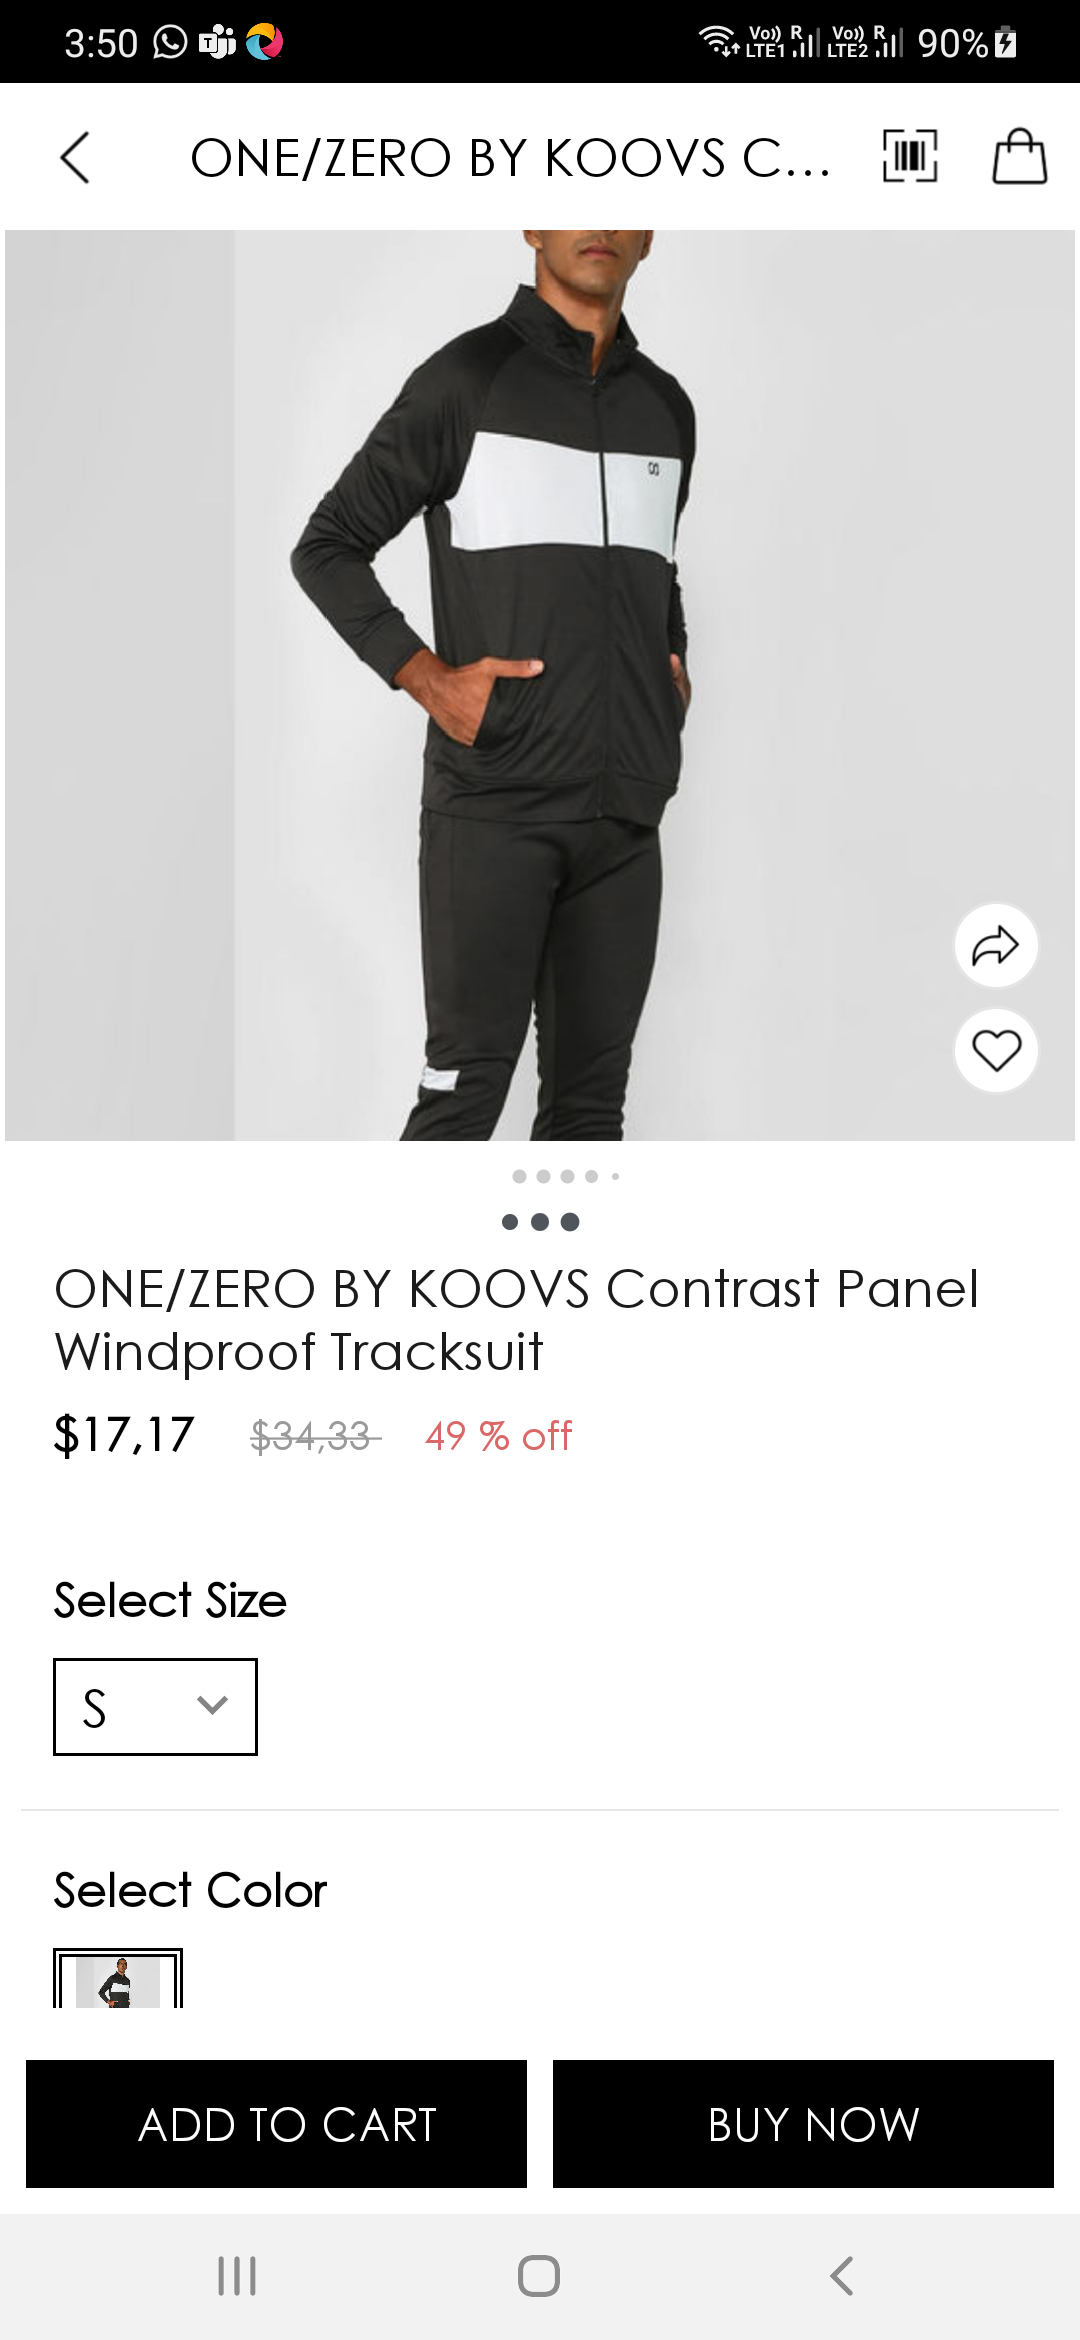 3:50
Vo)) R Vo)) R 90%
LTE1 LTE2
ONE/ZERO BY KOOVS C...
ONE/ZERO BY KOOVS Contrast Panel
Windproof Tracksuit
$17,17 $34,33 49 % off
Select Size
S
Select Color
ADD TO CART BUY NOW